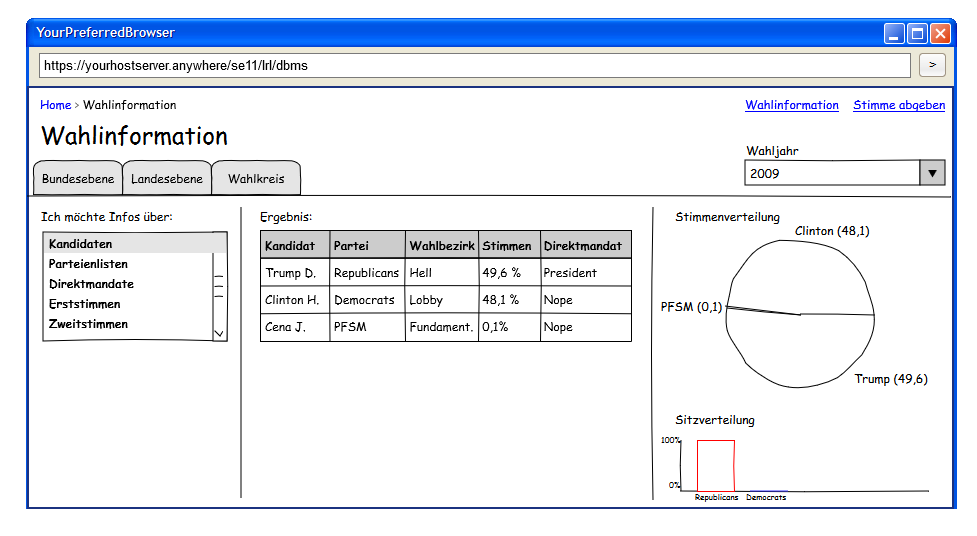 YourPreferredBrowser
https://yourhostserver.anywhere/se11/lrl/dbms >
Home > Wahlinformation
Wahlinformation Stimme abgeben
Wahlinformation
Wahljahr
2009
Bundesebene Landesebene Wahlkreis
Ich möchte Infos über:
Kandidaten
Parteienlisten
Direktmandate
Erststimmen
Zweitstimmen
Ergebnis:
Kandidat Partei Wahlbezirk Stimmen Direktmandat
Trump D. Republicans Hell 49,6 % President
Clinton H. Democrats Lobby 48,1 % Nope
Cena J. PFSM Fundament. 0,1% Nope
Stimmenverteilung
Clinton (48,1)
PFSM (0,1)
Trump (49,6)
Sitzverteilung
100%
0%
Republicans Democrats